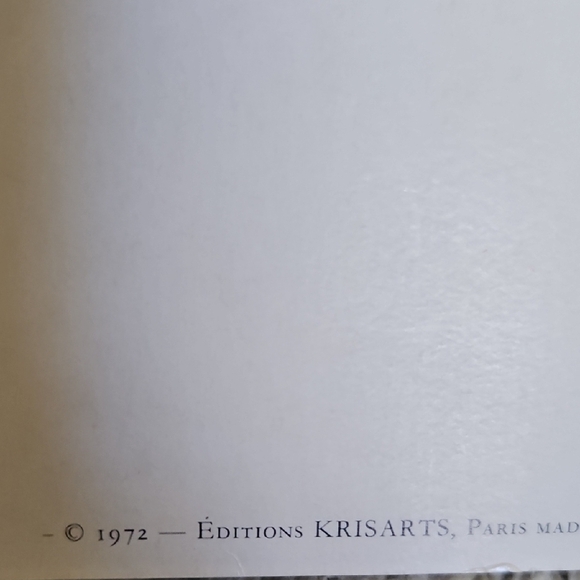 – © 1972 — Éditions KRISARTS, Paris MAD